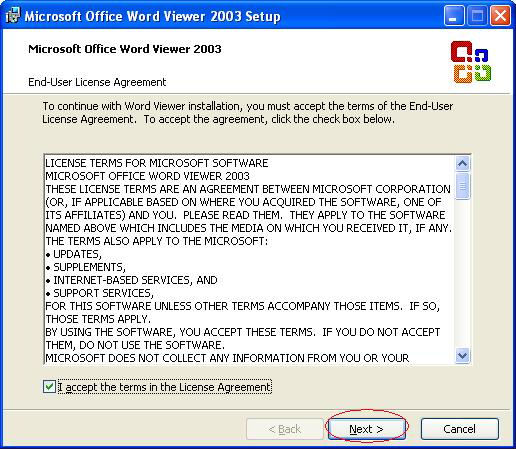 Microsoft Office Word Viewer 2003 Setup
Microsoft Office Word Viewer 2003
End-User License Agreement
To continue with Word Viewer installation, you must accept the terms of the End-User
License Agreement.  To accept the agreement, click the check box below.
LICENSE TERMS FOR MICROSOFT SOFTWARE
MICROSOFT OFFICE WORD VIEWER 2003
THESE LICENSE TERMS ARE AN AGREEMENT BETWEEN MICROSOFT CORPORATION
(OR, IF APPLICABLE BASED ON WHERE YOU ACQUIRED THE SOFTWARE, ONE OF
ITS AFFILIATES) AND YOU.  PLEASE READ THEM.  THEY APPLY TO THE SOFTWARE
NAMED ABOVE WHICH INCLUDES THE MEDIA ON WHICH YOU RECEIVED IT, IF ANY.
THE TERMS ALSO APPLY TO THE MICROSOFT:
• UPDATES,
• SUPPLEMENTS,
• INTERNET-BASED SERVICES, AND
• SUPPORT SERVICES,
FOR THIS SOFTWARE UNLESS OTHER TERMS ACCOMPANY THOSE ITEMS.  IF SO,
THOSE TERMS APPLY.
BY USING THE SOFTWARE, YOU ACCEPT THESE TERMS.  IF YOU DO NOT ACCEPT
THEM, DO NOT USE THE SOFTWARE.
MICROSOFT DOES NOT COLLECT ANY INFORMATION FROM YOU OR YOUR
I accept the terms in the License Agreement
< Back
Next >
Cancel